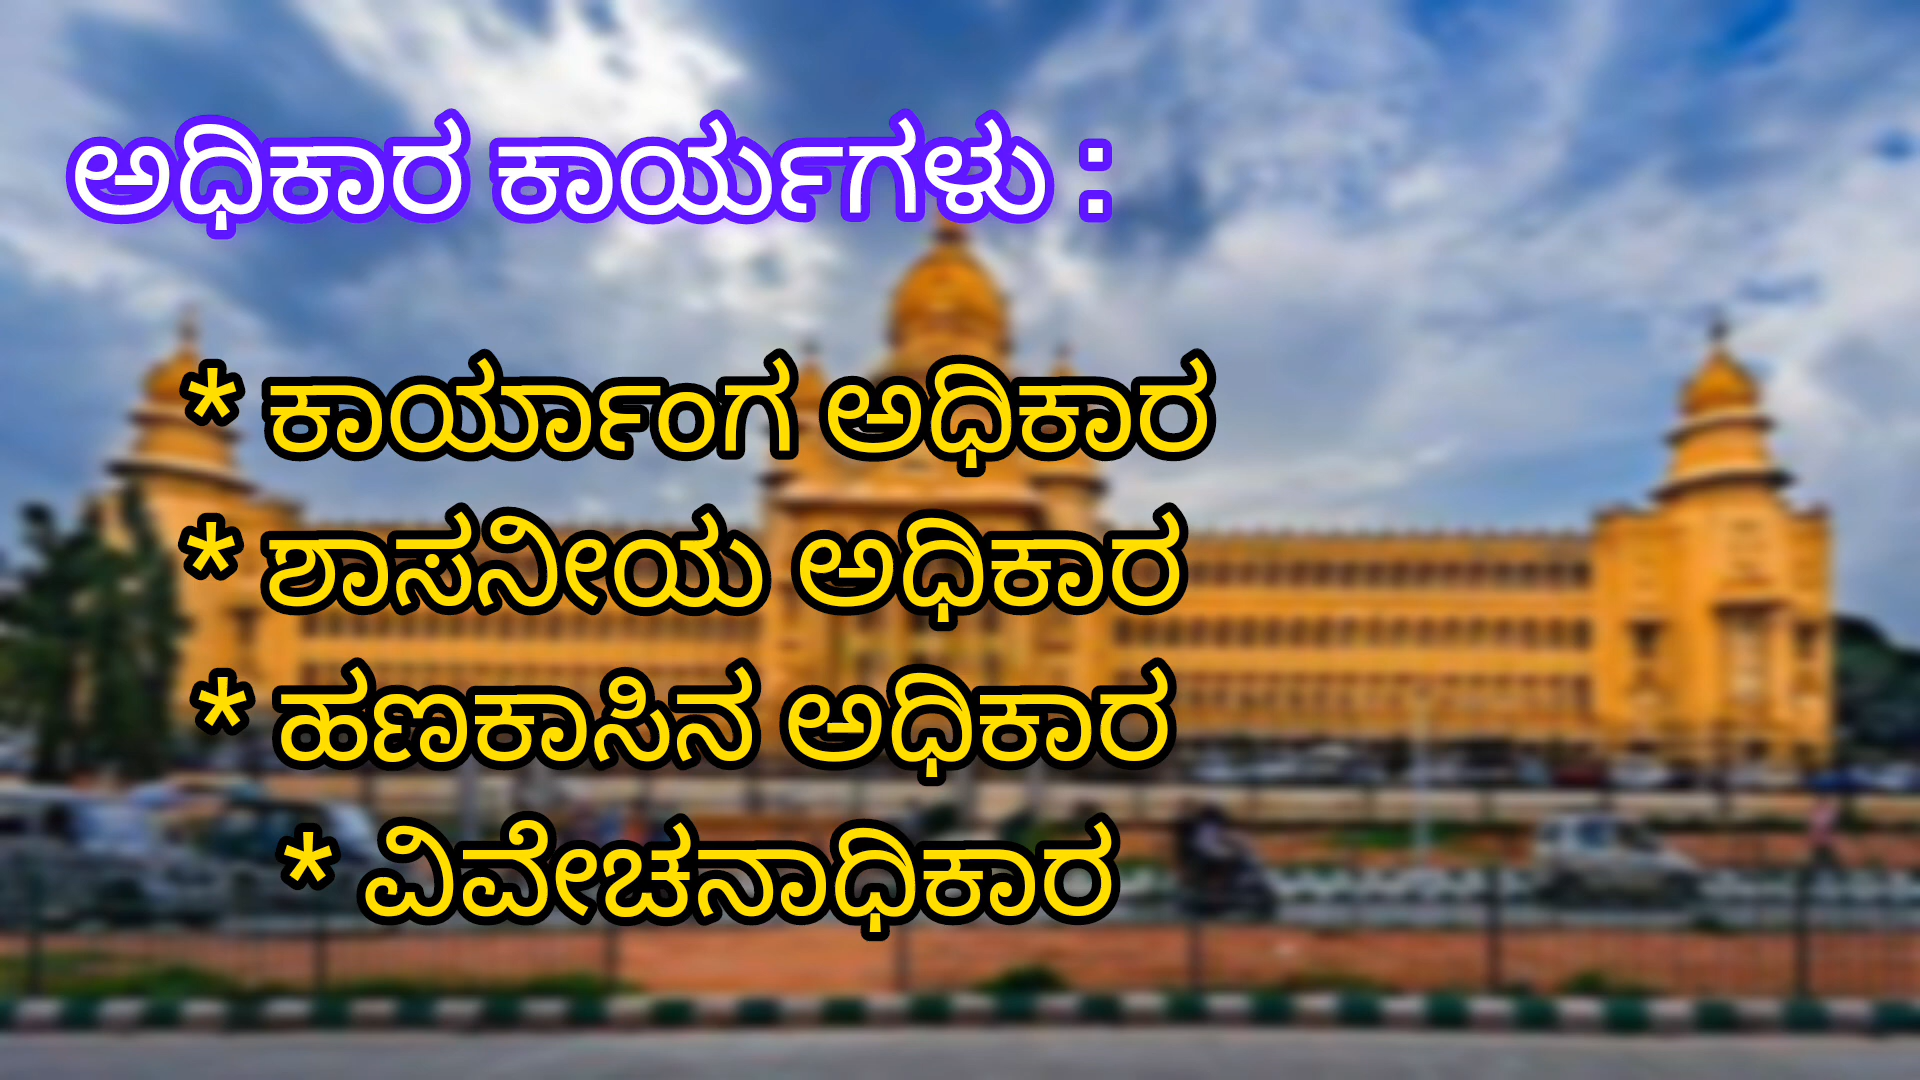 ಅಧಿಕಾರ ಕಾರ್ಯಗಳು :
* ಕಾರ್ಯಾಂಗ ಅಧಿಕಾರ
* ಶಾಸನೀಯ ಅಧಿಕಾರ
* ಹಣಕಾಸಿನ ಅಧಿಕಾರ
* ವಿವೇಚನಾಧಿಕಾರ